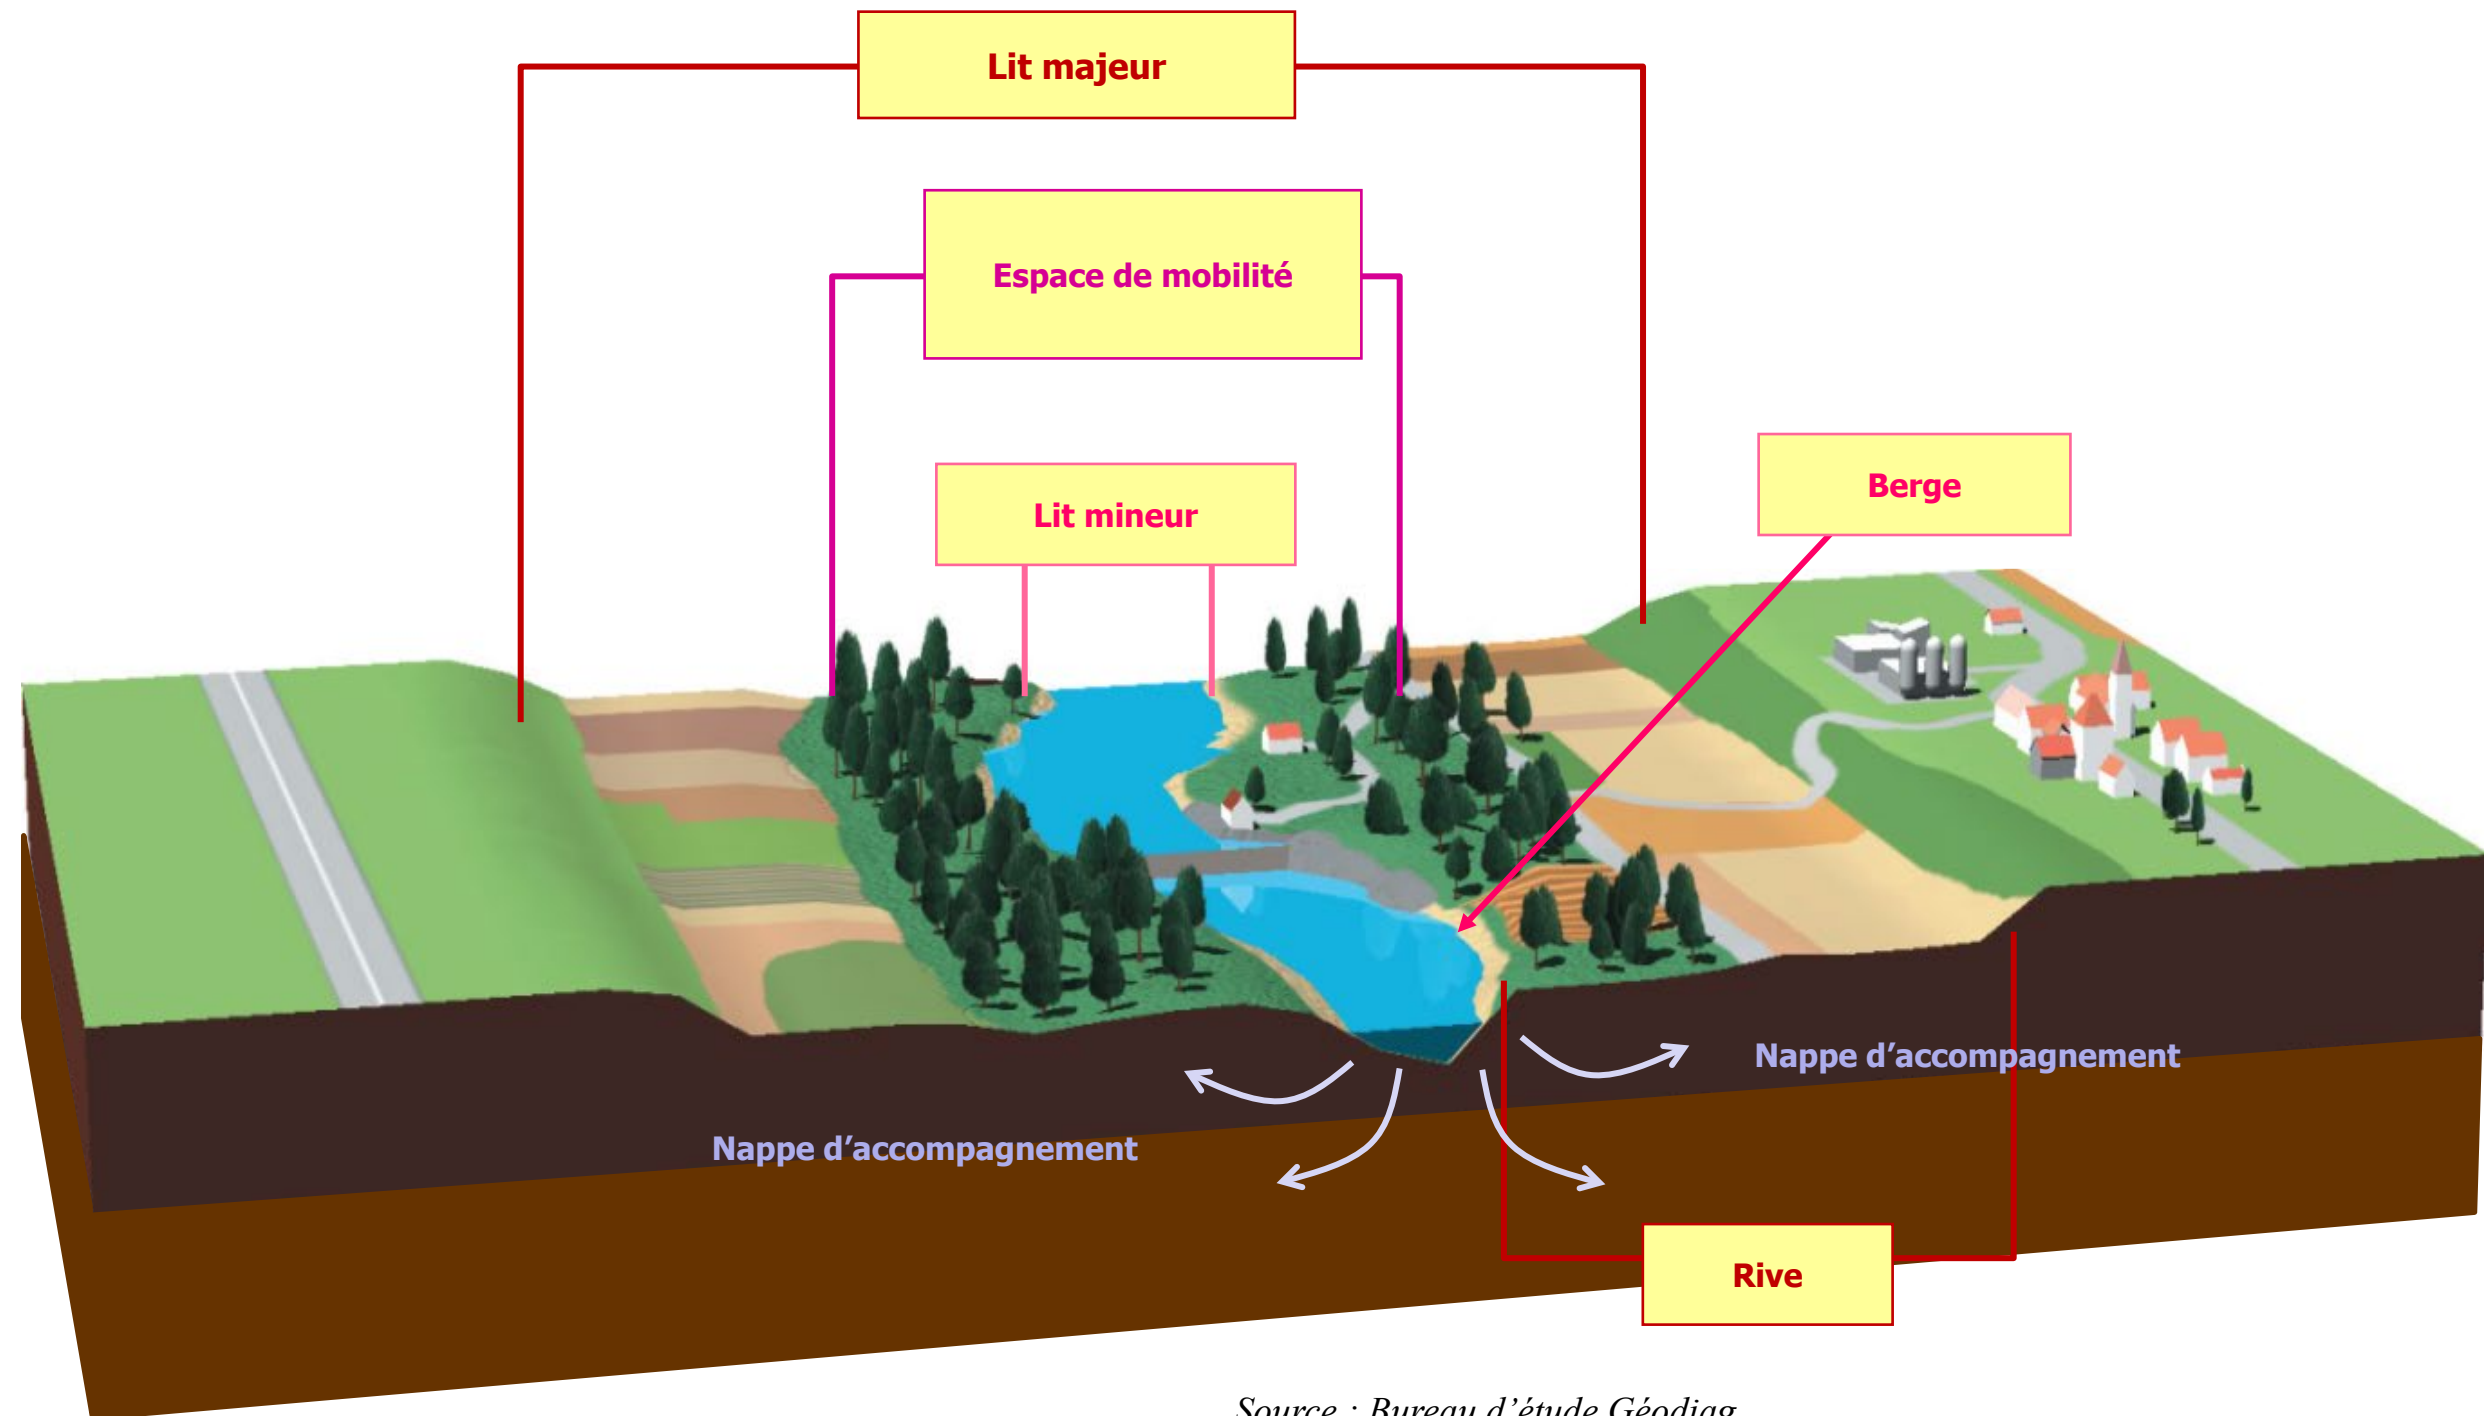 Lit majeur
Espace de mobilité
Lit mineur
Berge
Nappe d’accompagnement
Nappe d’accompagnement
Rive
Source : Bureau d’étude Géodiag